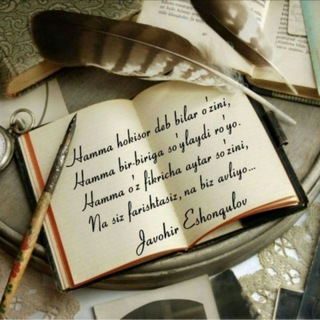 Hamma hokisor deb bilar o'zini,
Hamma bir-biriga so'ylaydi ro'yo.
Hamma o'z fikricha aytar so'zini,
Na siz farishtasiz, na biz avliyo...
Javohir Eshonqulov